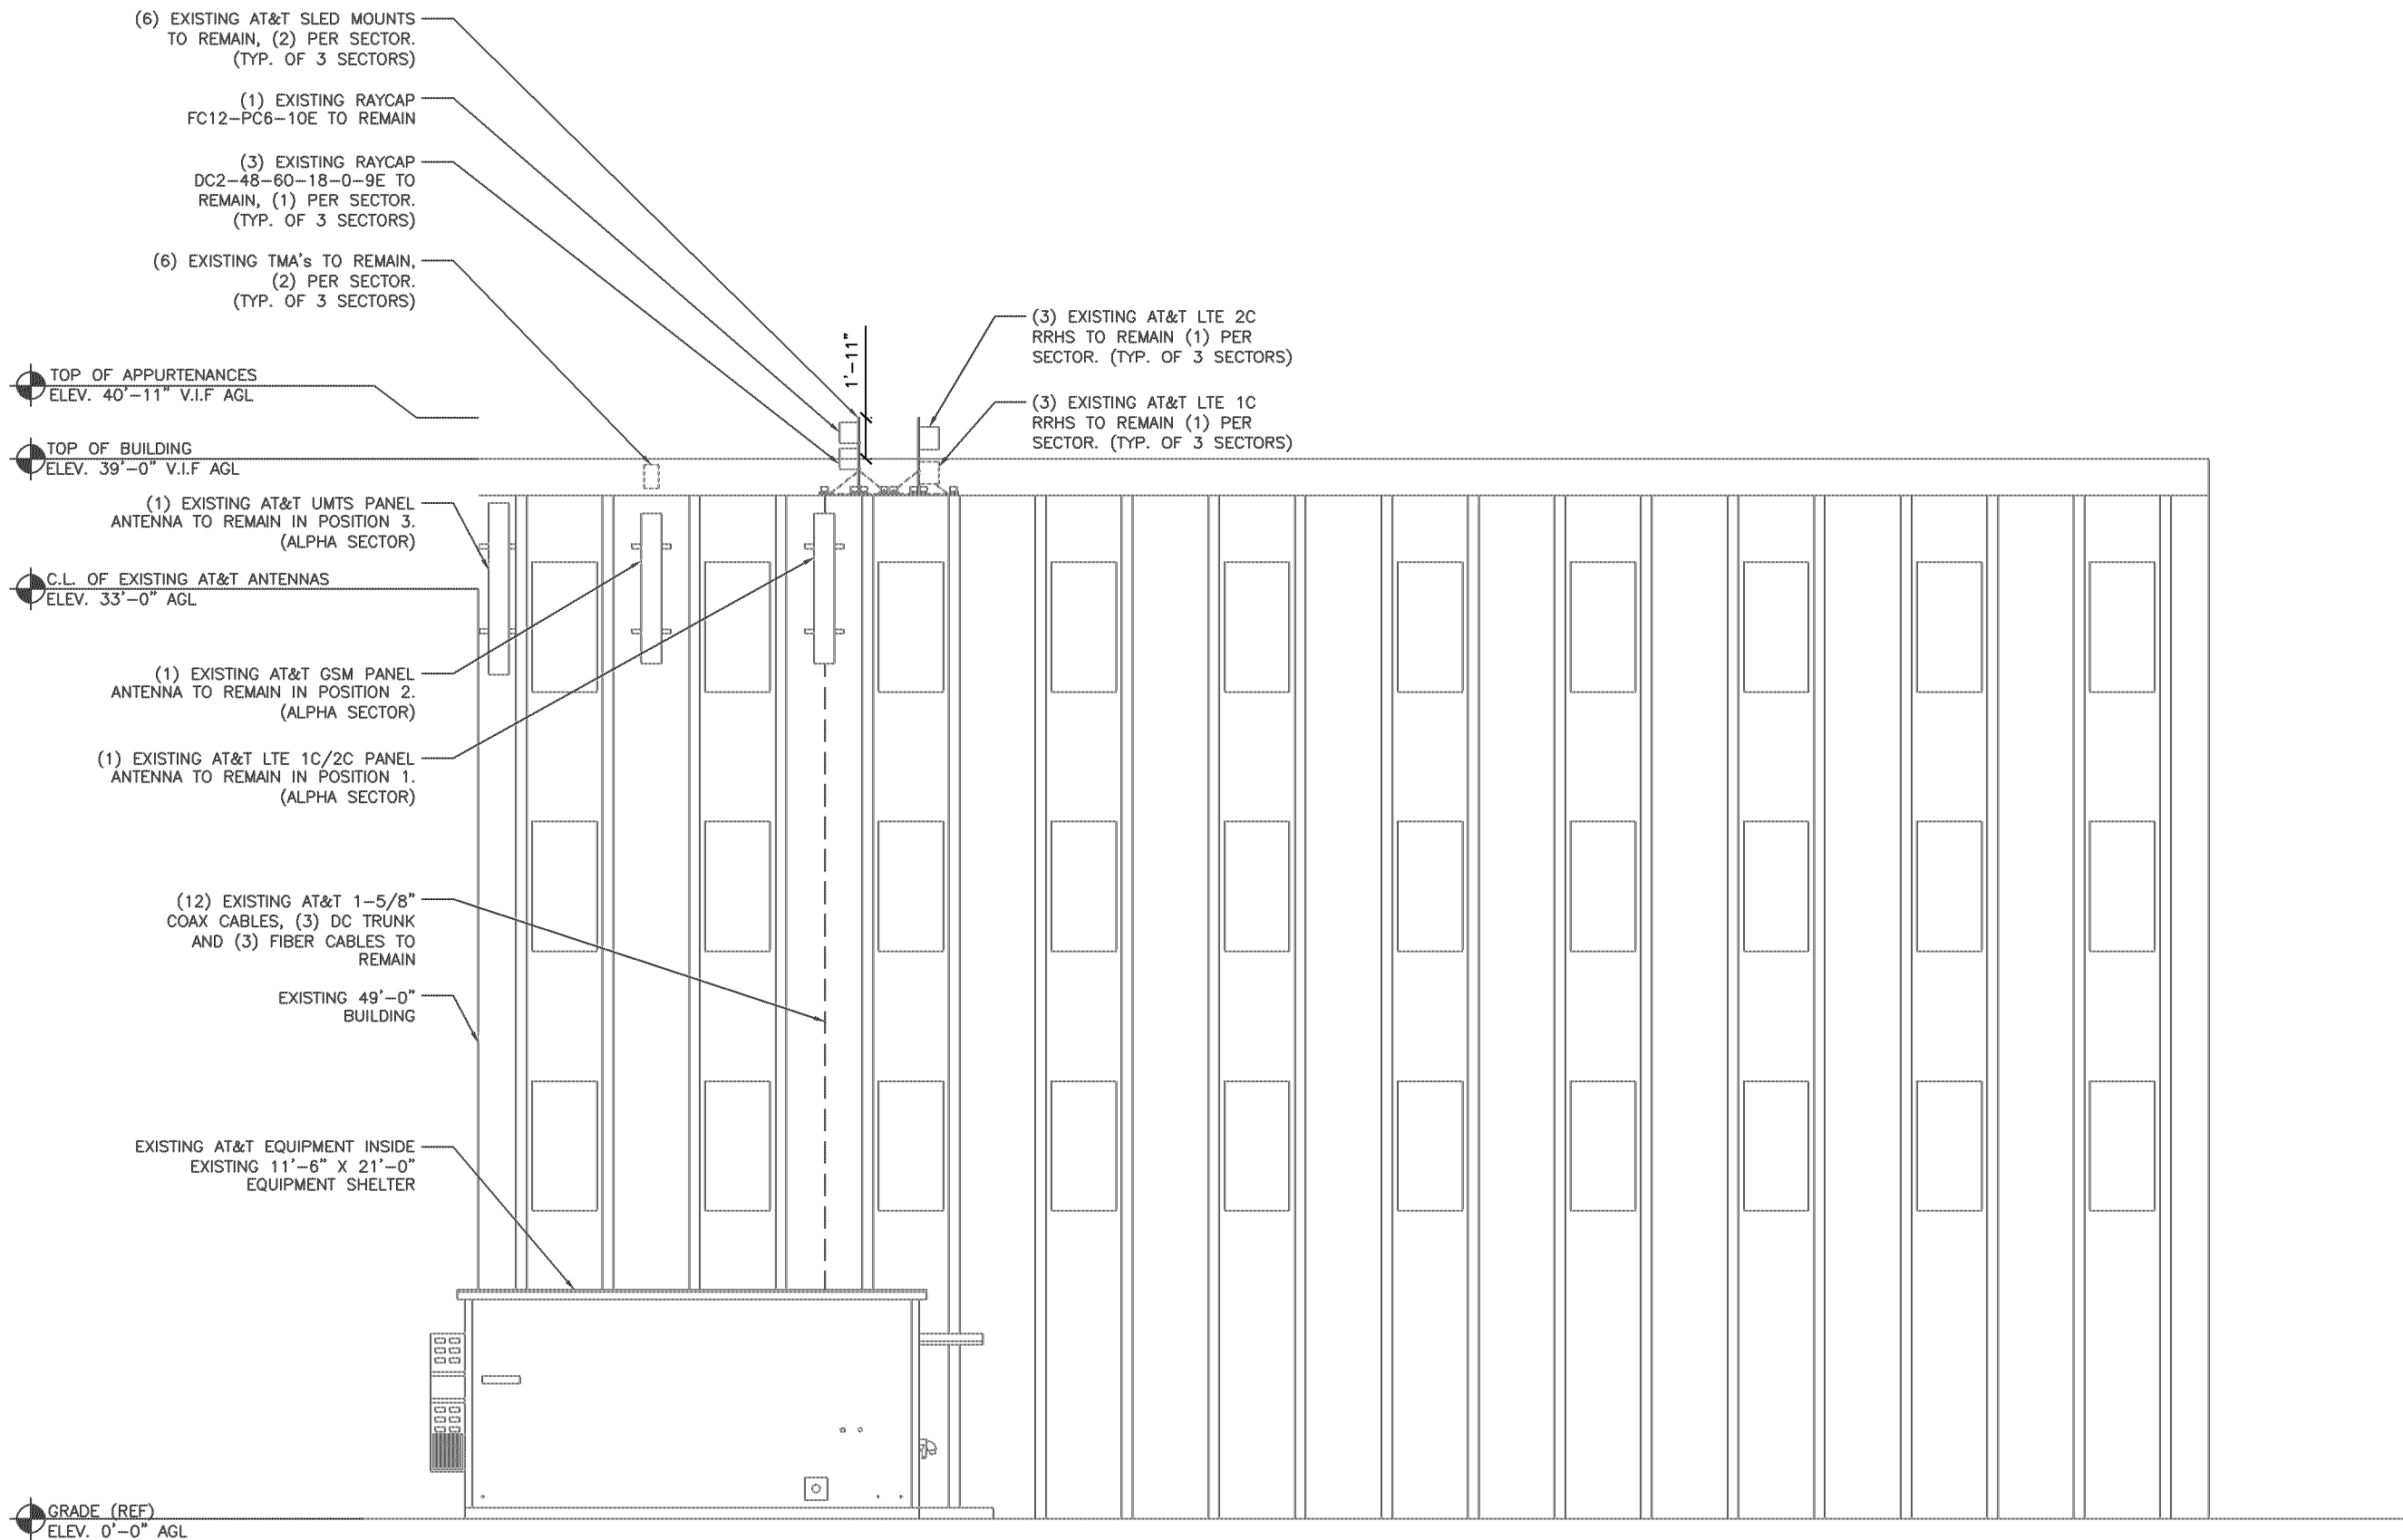 (6) EXISTING AT&T SLED MOUNTS
TO REMAIN, (2) PER SECTOR.
(TYP. OF 3 SECTORS)
(1) EXISTING RAYCAP
FC12-PC6-10E TO REMAIN
(3) EXISTING RAYCAP
DC2-48-60-18-0-9E TO
REMAIN, (1) PER SECTOR.
(TYP. OF 3 SECTORS)
(6) EXISTING TMA's TO REMAIN,
(2) PER SECTOR.
(TYP. OF 3 SECTORS)
1'-11"
(3) EXISTING AT&T LTE 2C
RRHS TO REMAIN (1) PER
SECTOR. (TYP. OF 3 SECTORS)
(3) EXISTING AT&T LTE 1C
RRHS TO REMAIN (1) PER
SECTOR. (TYP. OF 3 SECTORS)
TOP OF APPURTENANCES
ELEV. 40'-11" V.I.F AGL
TOP OF BUILDING
ELEV. 39'-0" V.I.F AGL
(1) EXISTING AT&T UMTS PANEL
ANTENNA TO REMAIN IN POSITION 3.
(ALPHA SECTOR)
C.L. OF EXISTING AT&T ANTENNAS
ELEV. 33'-0" AGL
(1) EXISTING AT&T GSM PANEL
ANTENNA TO REMAIN IN POSITION 2.
(ALPHA SECTOR)
(1) EXISTING AT&T LTE 1C/2C PANEL
ANTENNA TO REMAIN IN POSITION 1.
(ALPHA SECTOR)
(12) EXISTING AT&T 1-5/8"
COAX CABLES, (3) DC TRUNK
AND (3) FIBER CABLES TO
REMAIN
EXISTING 49'-0"
BUILDING
EXISTING AT&T EQUIPMENT INSIDE
EXISTING 11'-6" X 21'-0"
EQUIPMENT SHELTER
GRADE (REF)
ELEV. 0'-0" AGL